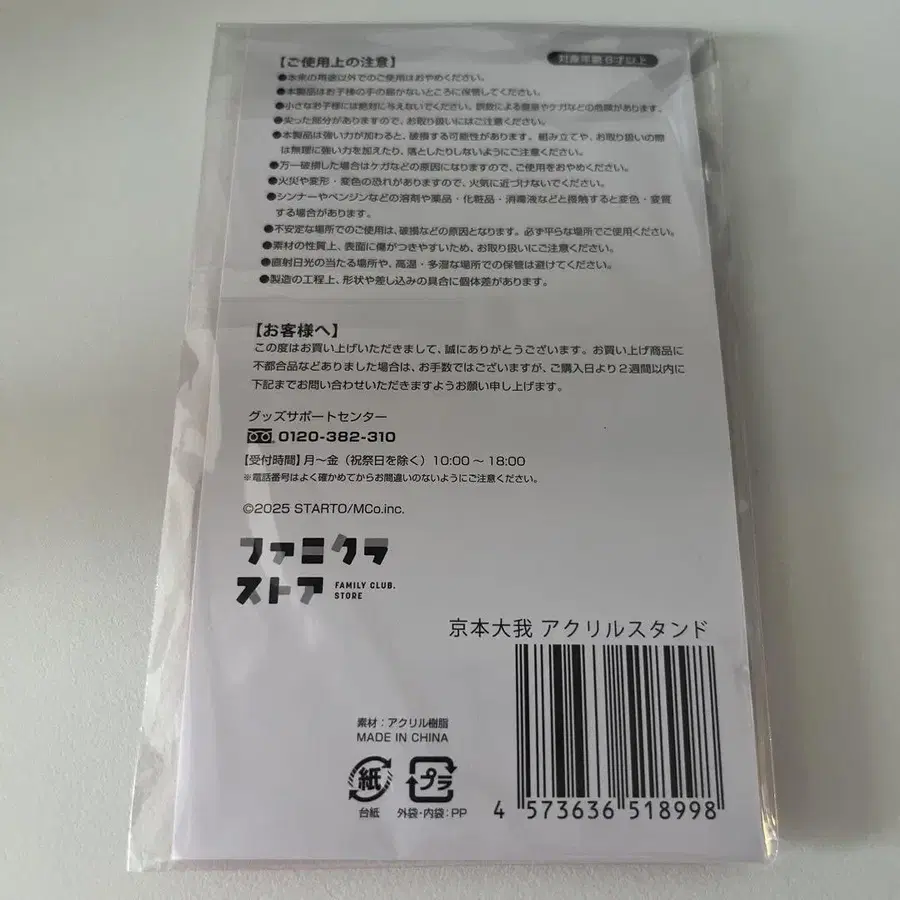 【ご使用上の注意】
対象年齢 6才以上
●本来の用途以外でのご使用はおやめください。
●本製品はお子様の手の届かないところに保管してください。
●小さなお子様には絶対に与えないでください。誤飲による窒息やケガなどの危険があります。
●尖った部分がありますので、お取り扱いにはご注意ください。
●本製品は強い力が加わると、破損する可能性があります。組み立てや、お取り扱いの際
は無理に強い力を加えたり、落としたりしないようにご注意ください。
●万一破損した場合はケガなどの原因になりますので、ご使用をおやめください。
●火災や変形・変色の恐れがありますので、火気に近づけないでください。
●シンナーやベンジンなどの溶剤や薬品・化粧品・消毒液などと接触すると変色・変質
する場合があります。
●不安定な場所でのご使用は、破損などの原因となります。必ず平らな場所でご使用ください。
●素材の性質上、表面に傷がつきやすいため、お取り扱いにご注意ください。
●直射日光の当たる場所や、高温・多湿な場所での保管は避けてください。
●製造の工程上、形状や差し込みの具合に個体差があります。
【お客様へ】
この度はお買い上げいただきまして、誠にありがとうございます。お買い上げ商品に
不都合品などありました場合は、お手数ではございますが、ご購入日より2週間以内に
下記までお問い合わせいただきますようお願い申し上げます。
グッズサポートセンター
0120-382-310
【受付時間】月~金（祝祭日を除く）10:00~18:00
※電話番号はよく確かめてからお間違いのないようにご注意ください。
©2025 STARTO/MCo.inc.
ファミクラ
ストア
FAMILY CLUB.
STORE
京本大我 アクリルスタンド
素材：アクリル樹脂
MADE IN CHINA
紙
プラ
台紙
外袋・内袋：PP
4 573636 518998